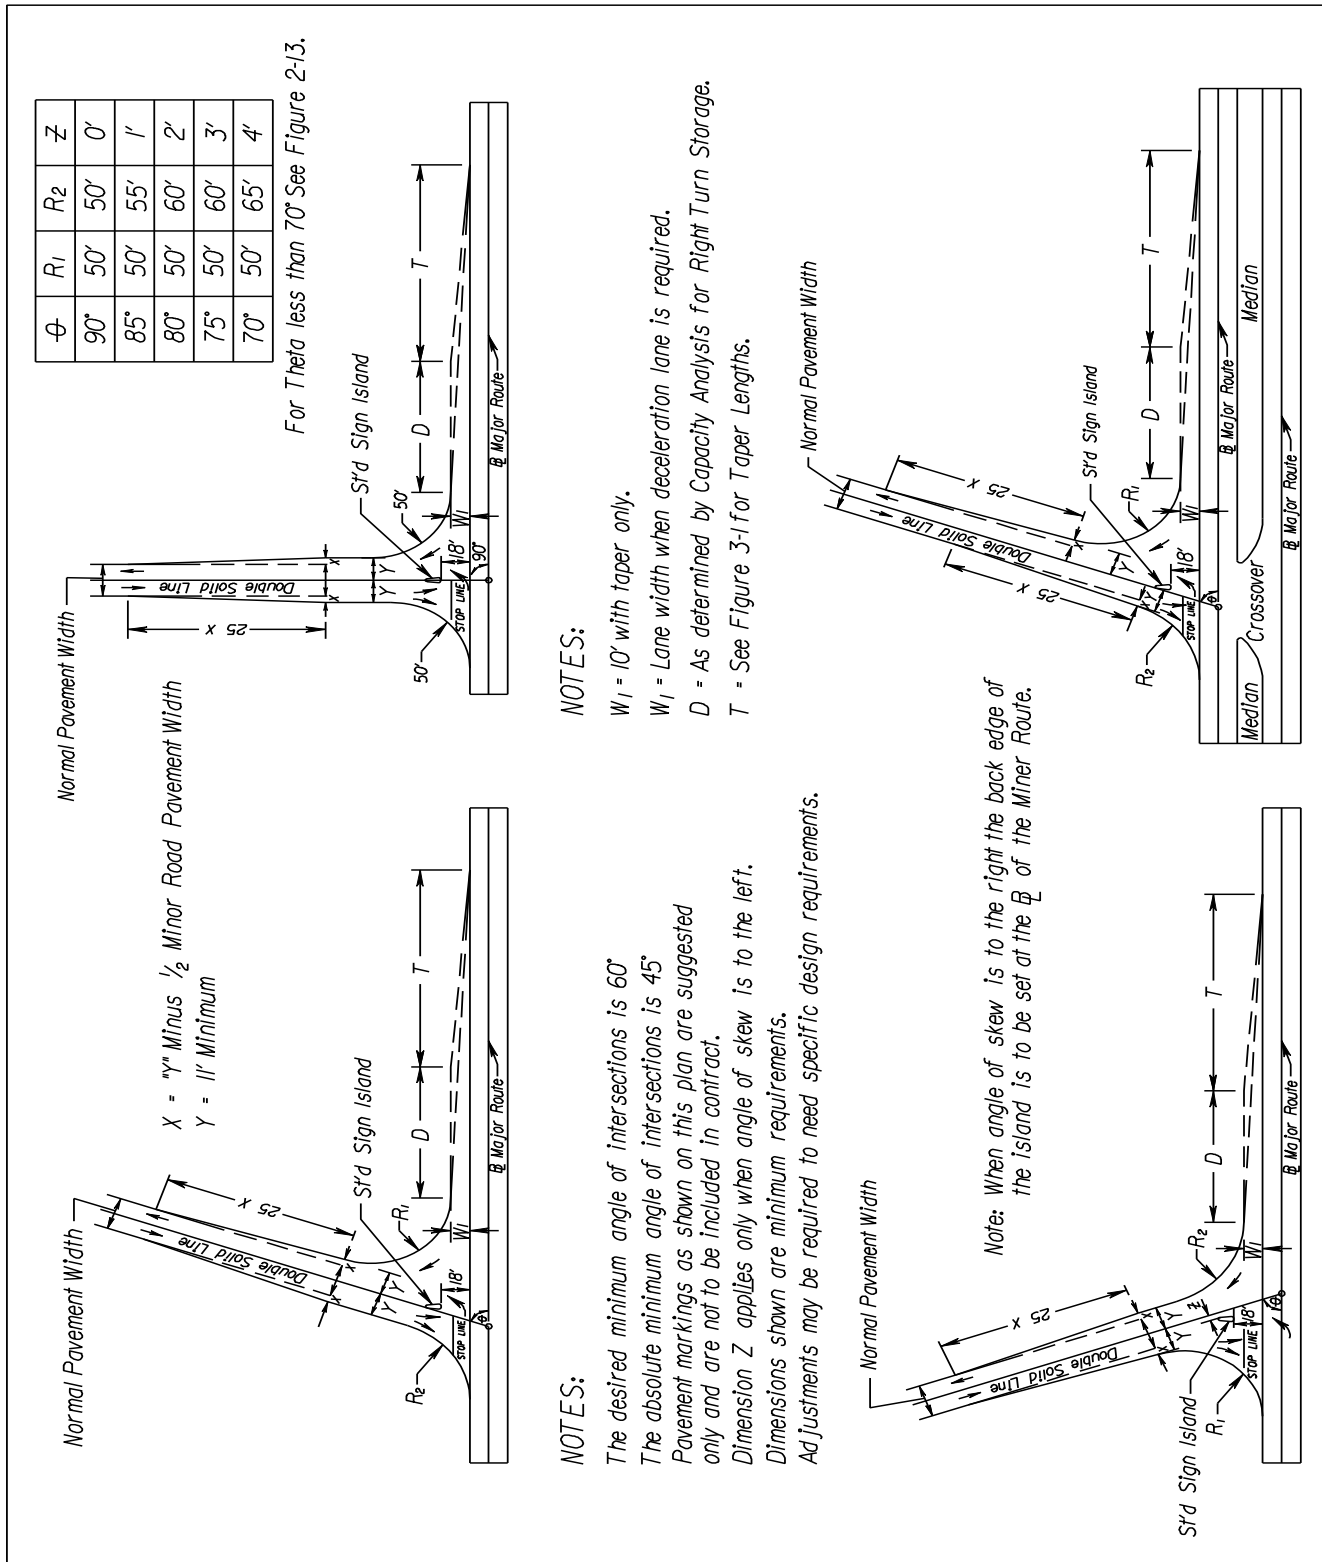 Normal Pavement Width
X = "Y" Minus 1/2 Minor Road Pavement Width
Y = 11' Minimum
25 X
Double Solid Line
X
X
Y
Y
St'd Sign Island
R1
R2
STOP LINE
18'
W1
θ
D
T
℄ Major Route
Normal Pavement Width
25 X
Double Solid Line
X
X
Y
Y
St'd Sign Island
50'
50'
STOP LINE
18'
90°
W1
D
T
℄ Major Route
θ R1 R2 Z
90° 50' 50' 0'
85° 50' 55' 1'
80° 50' 60' 2'
75° 50' 60' 3'
70° 50' 65' 4'
For Theta less than 70° See Figure 2-13.
NOTES:
The desired minimum angle of intersections is 60°
The absolute minimum angle of intersections is 45°
Pavement markings as shown on this plan are suggested
only and are not to be included in contract.
Dimension Z applies only when angle of skew is to the left.
Dimensions shown are minimum requirements.
Adjustments may be required to need specific design requirements.
NOTES:
W1 = 10' with taper only.
W1 = Lane width when deceleration lane is required.
D = As determined by Capacity Analysis for Right Turn Storage.
T = See Figure 3-1 for Taper Lengths.
Normal Pavement Width
25 X
Double Solid Line
X
X
Y
Y
Z
St'd Sign Island
R1
R2
STOP LINE
18'
W1
θ
D
T
℄ Major Route
Note: When angle of skew is to the right the back edge of
the island is to be set at the ℄ of the Miner Route.
Normal Pavement Width
25 X
25 X
Double Solid Line
X
X
Y
Y
St'd Sign Island
R1
R2
STOP LINE
18'
W1
θ
D
T
℄ Major Route
Median
Crossover
Median
℄ Major Route